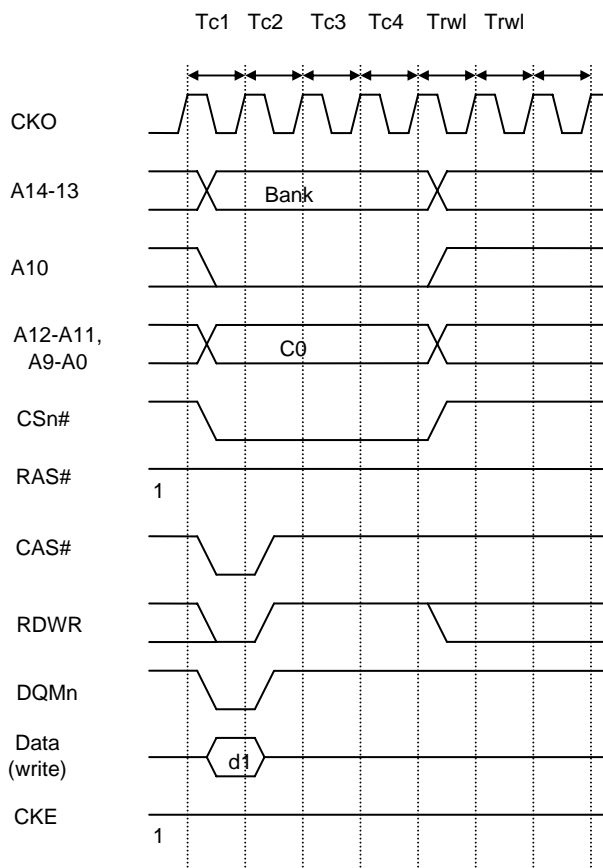 Tc1 Tc2 Tc3 Tc4 Trwl Trwl
CKO
A14-13
Bank
A10
A12-A11,
A9-A0
C0
CSn#
RAS#
1
CAS#
RDWR
DQMn
Data
(write)
d1
CKE
1